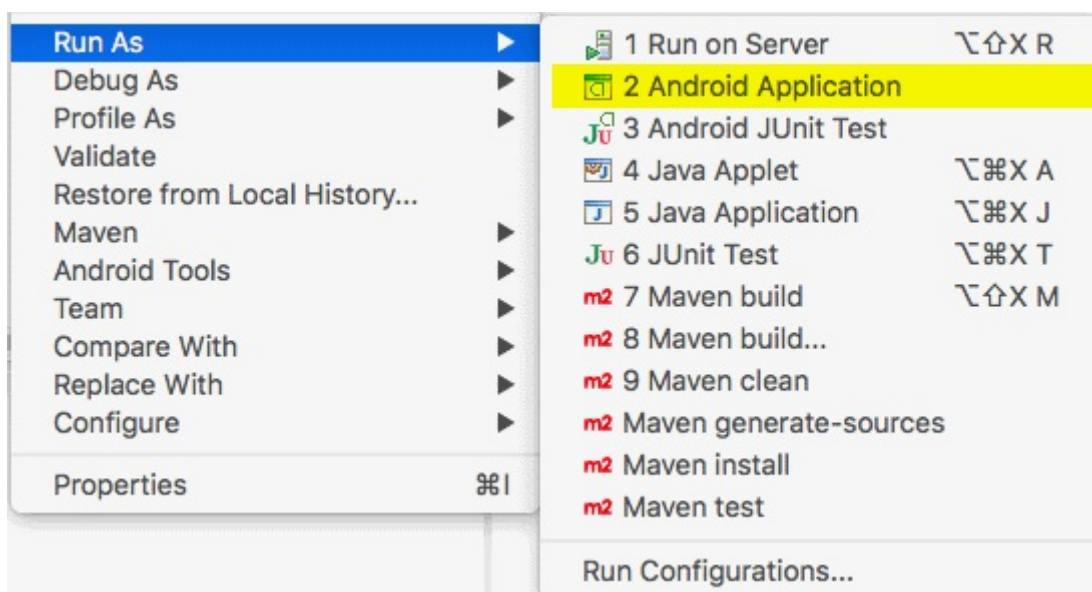 Run As
Debug As
Profile As
Validate
Restore from Local History...
Maven
Android Tools
Team
Compare With
Replace With
Configure
Properties ⌘I
1 Run on Server ⌥⇧X R
2 Android Application
3 Android JUnit Test
4 Java Applet ⌥⌘X A
5 Java Application ⌥⌘X J
6 JUnit Test ⌥⌘X T
m2 7 Maven build ⌥⇧X M
m2 8 Maven build...
m2 9 Maven clean
m2 Maven generate-sources
m2 Maven install
m2 Maven test
Run Configurations...